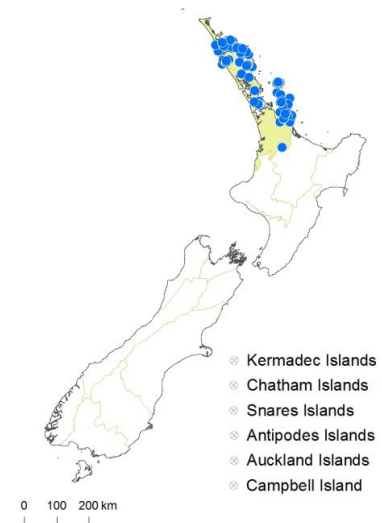 Kermadec Islands
Chatham Islands
Snares Islands
Antipodes Islands
Auckland Islands
Campbell Island
0 100 200 km